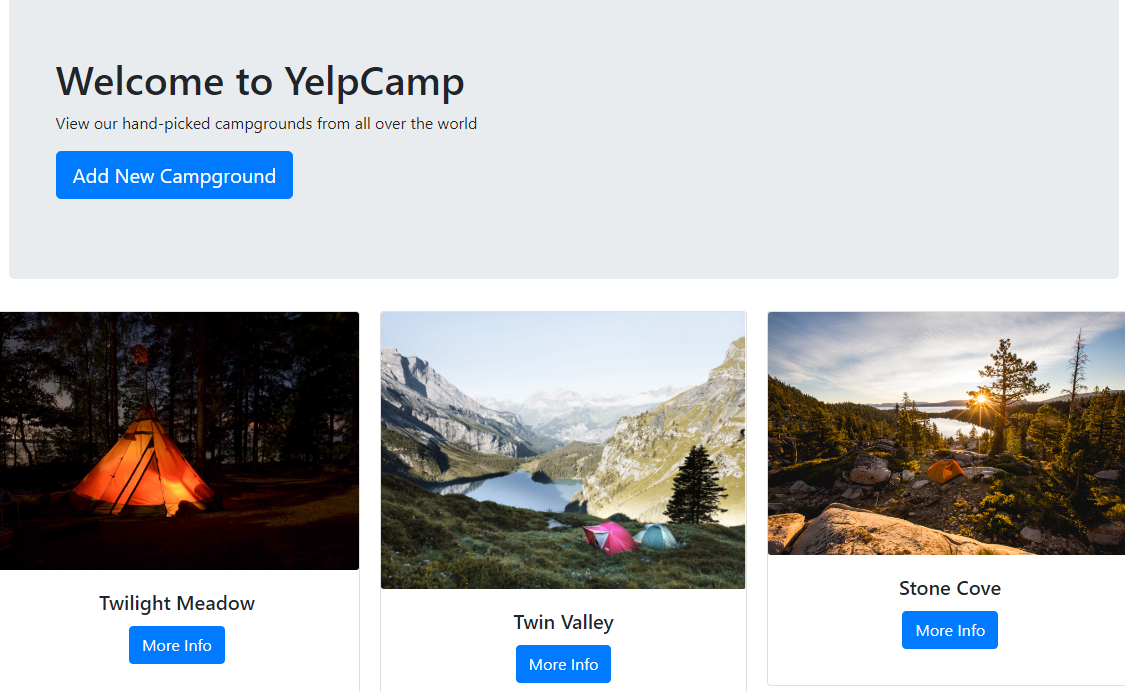 Welcome to YelpCamp
View our hand-picked campgrounds from all over the world
Add New Campground
Twilight Meadow
More Info
Twin Valley
More Info
Stone Cove
More Info